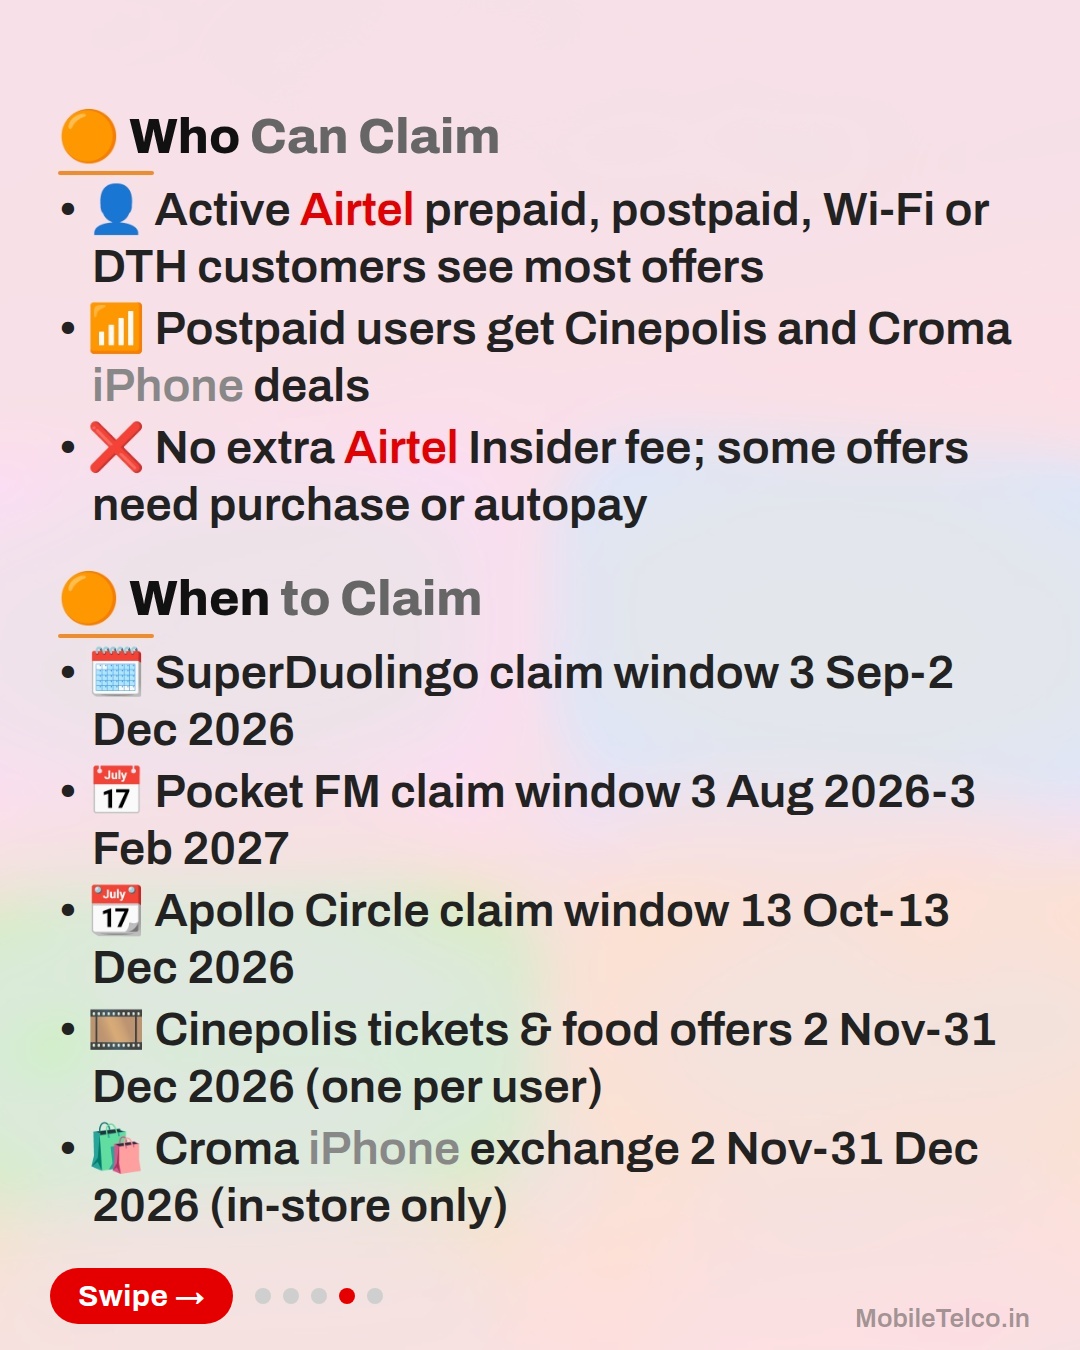 🟠 Who Can Claim
• 👤 Active Airtel prepaid, postpaid, Wi-Fi or
DTH customers see most offers
• 📶 Postpaid users get Cinepolis and Croma
iPhone deals
• ❌ No extra Airtel Insider fee; some offers
need purchase or autopay
🟠 When to Claim
• 🗓️ SuperDuolingo claim window 3 Sep-2
Dec 2026
• 📅 Pocket FM claim window 3 Aug 2026-3
Feb 2027
• 📆 Apollo Circle claim window 13 Oct-13
Dec 2026
• 🎞️ Cinepolis tickets & food offers 2 Nov-31
Dec 2026 (one per user)
• 🛍️ Croma iPhone exchange 2 Nov-31 Dec
2026 (in-store only)
Swipe →
MobileTelco.in